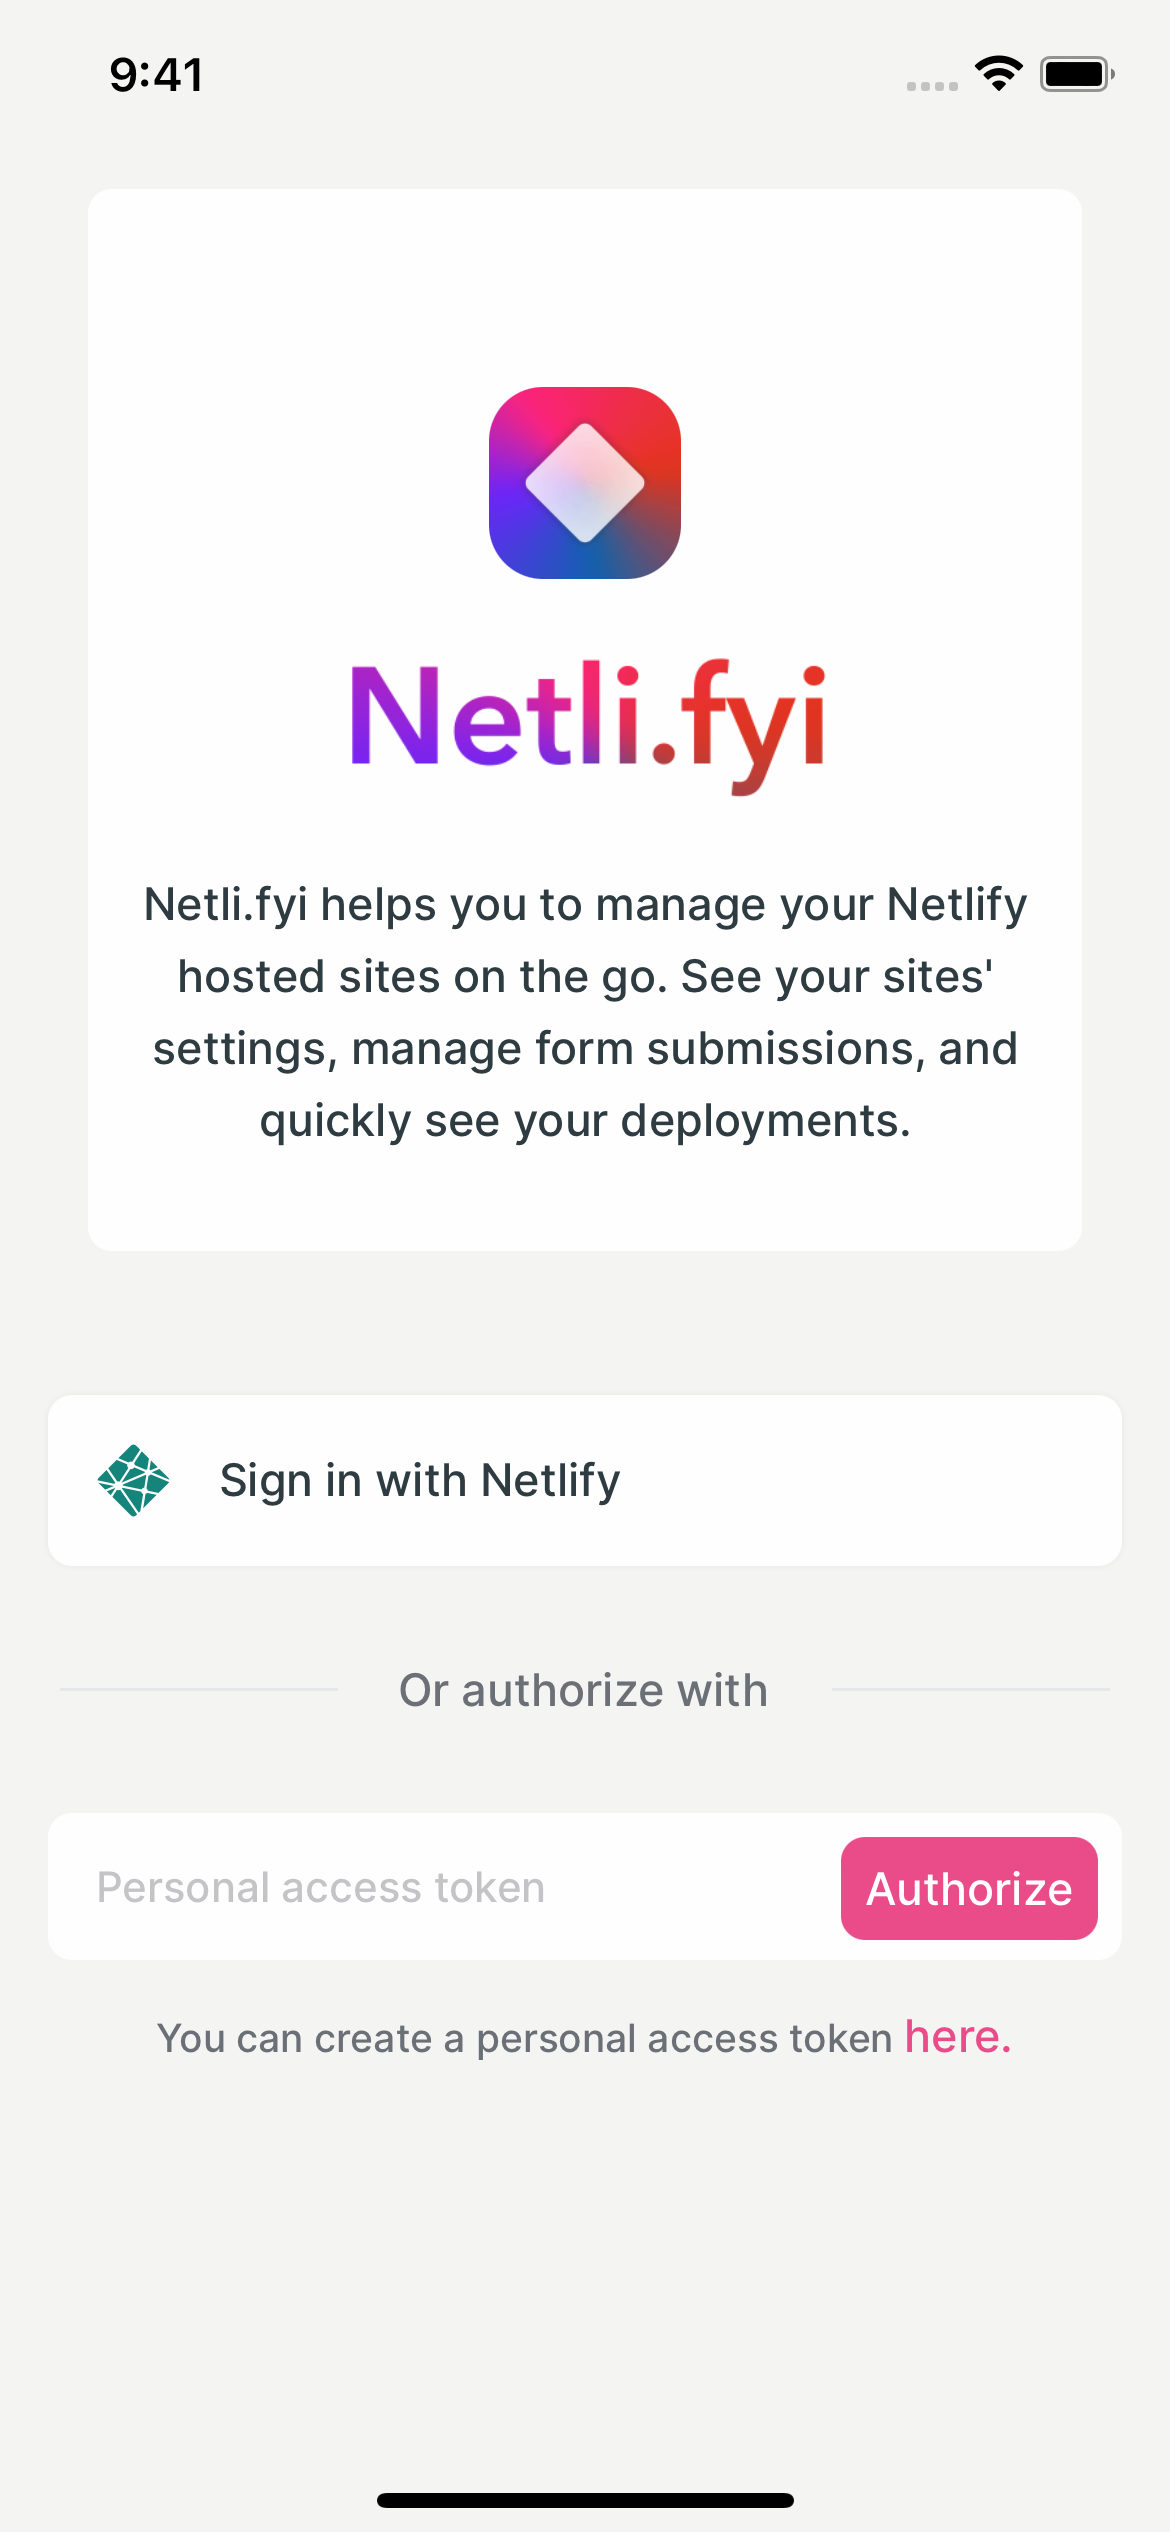 9:41
Netli.fyi
Netli.fyi helps you to manage your Netlify
hosted sites on the go. See your sites'
settings, manage form submissions, and
quickly see your deployments.
Sign in with Netlify
Or authorize with
Personal access token
Authorize
You can create a personal access token here.